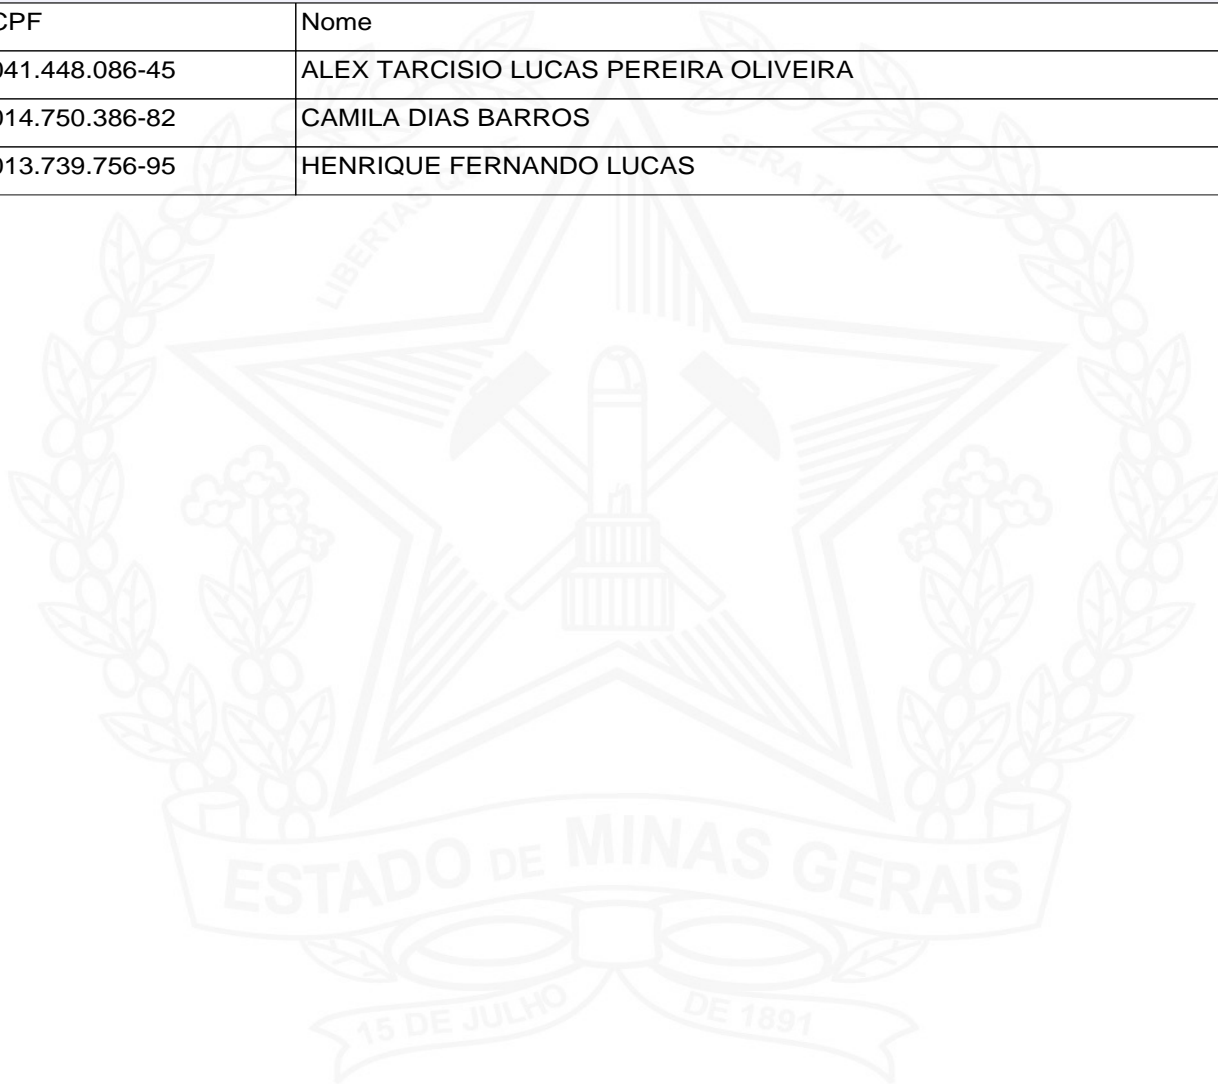 CPF Nome
041.448.086-45 ALEX TARCISIO LUCAS PEREIRA OLIVEIRA
014.750.386-82 CAMILA DIAS BARROS
013.739.756-95 HENRIQUE FERNANDO LUCAS
LIBERTAS QUÆ SERA TAMEN
ESTADO DE MINAS GERAIS
15 DE JULHO DE 1891